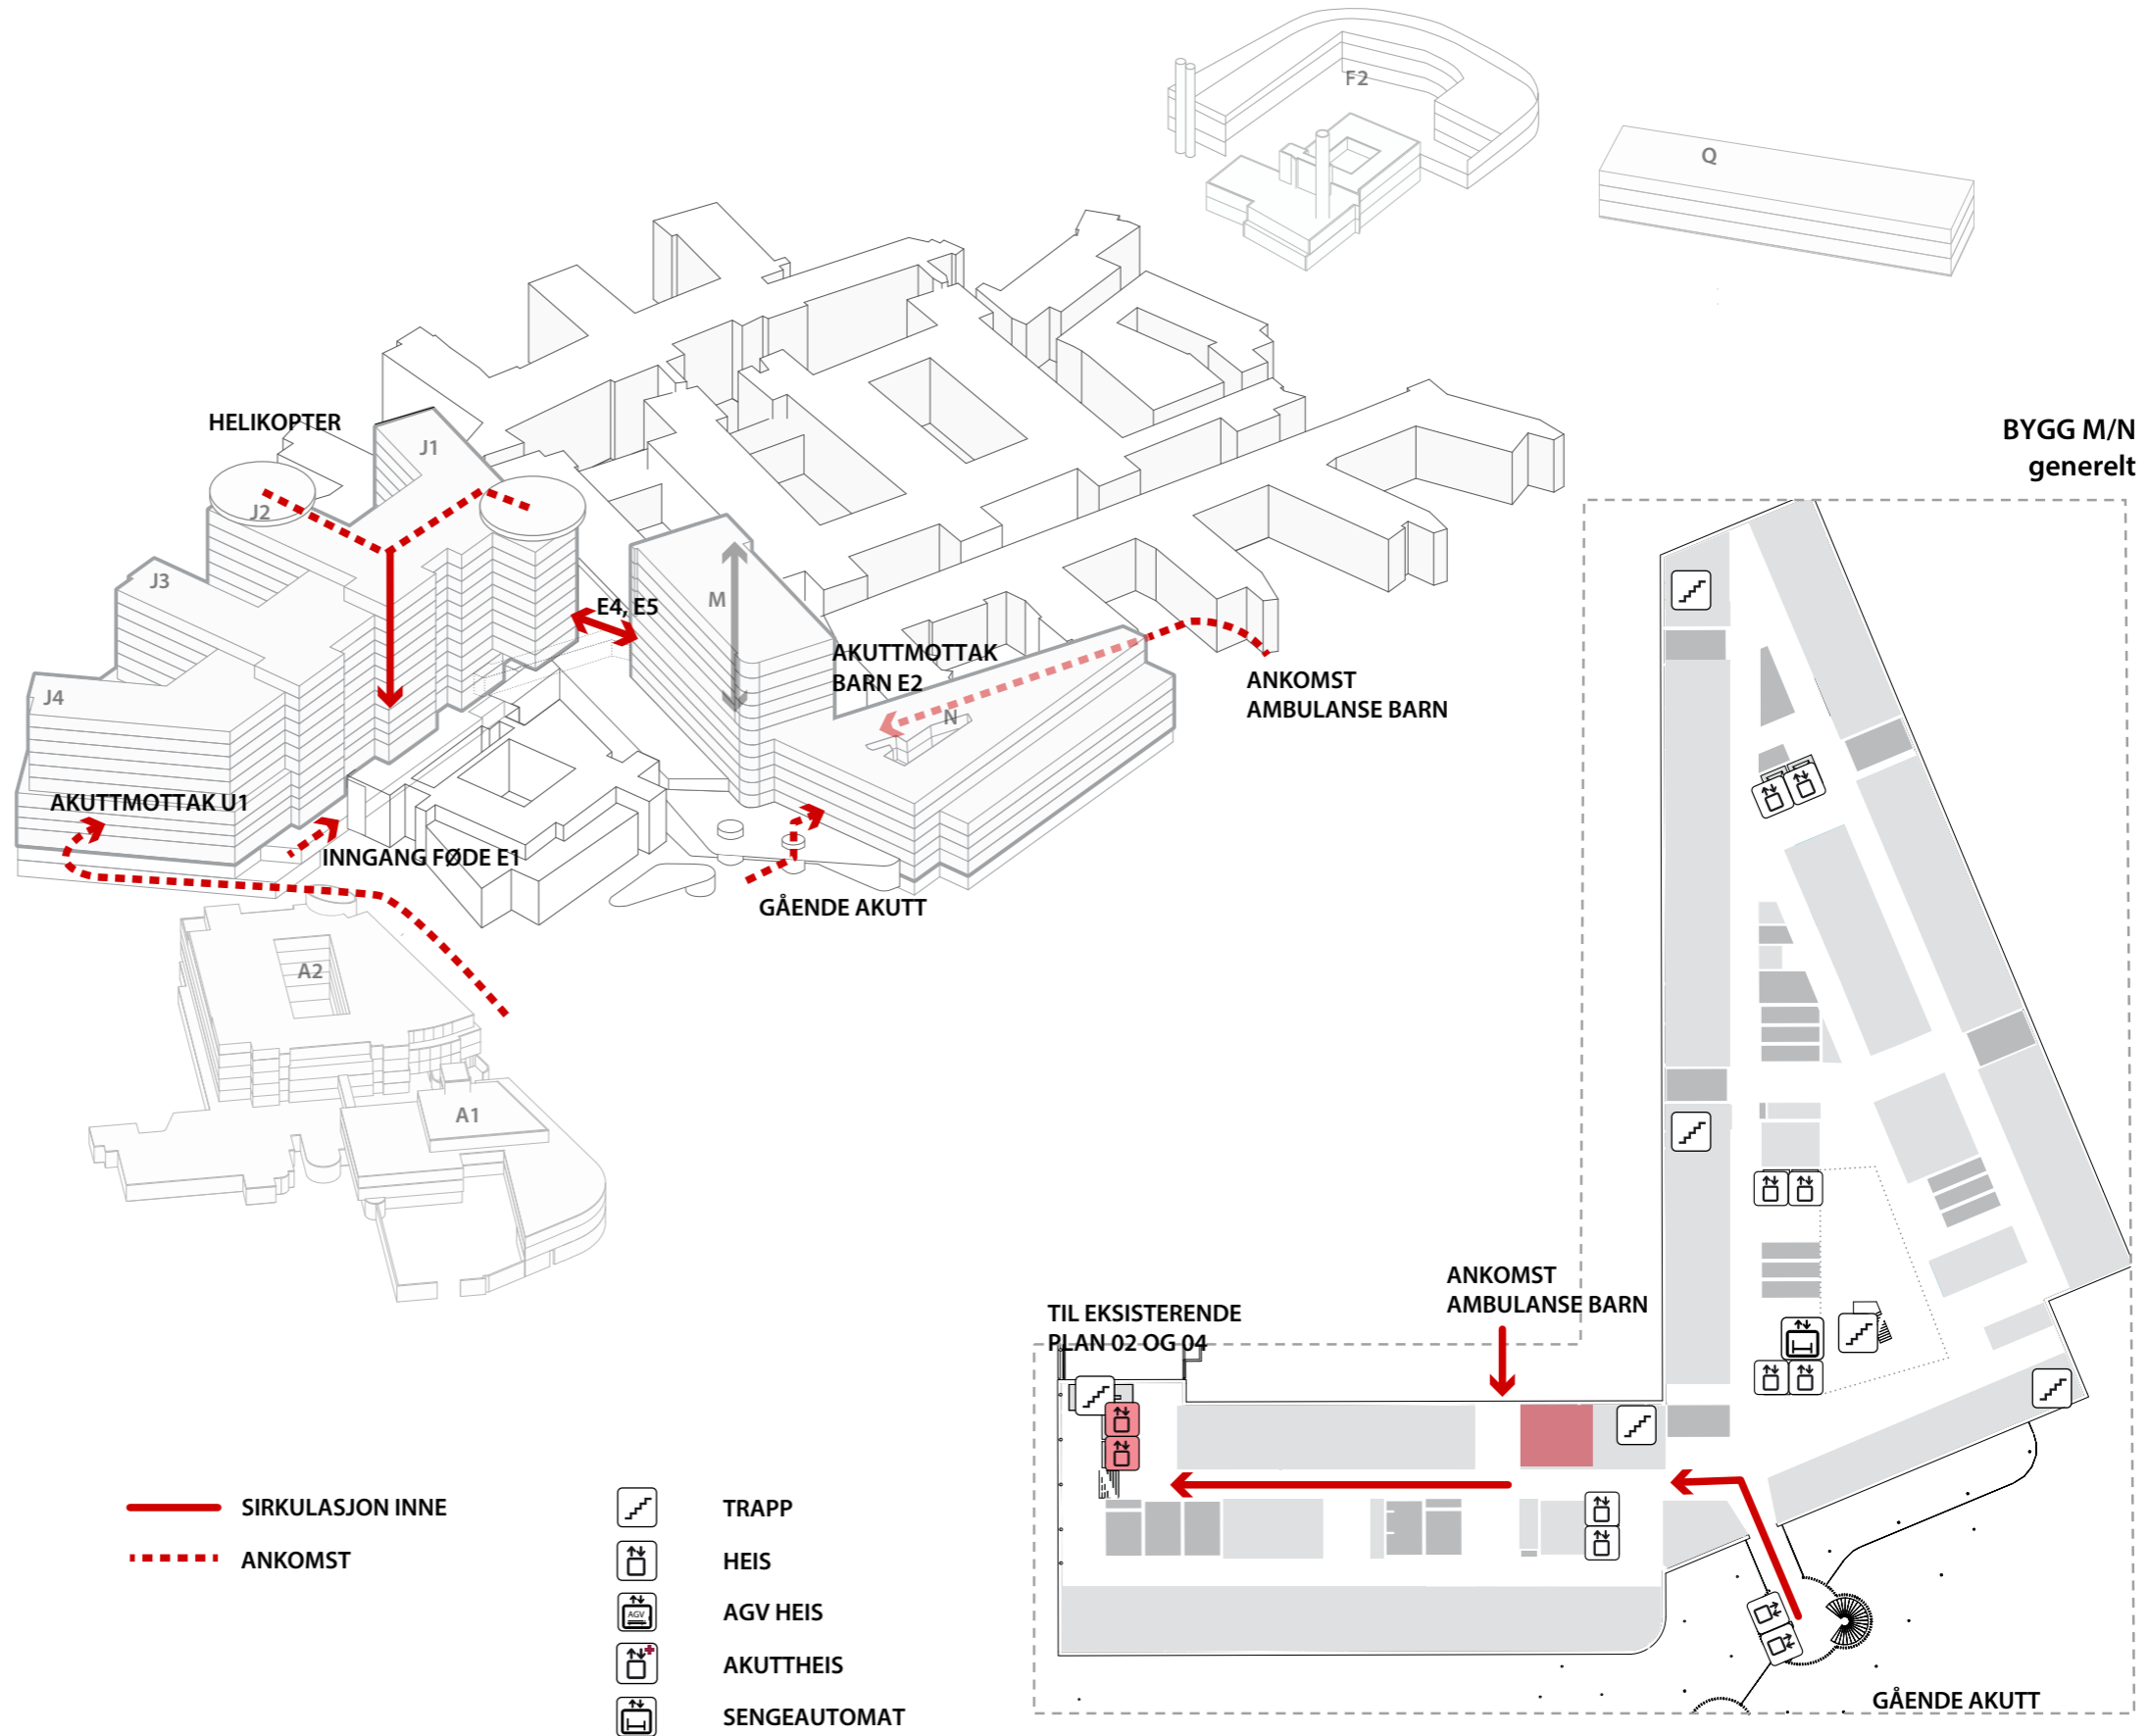 F2
Q
BYGG M/N
generelt
HELIKOPTER
J1
J2
J3
J4
E4, E5
M
AKUTTMOTTAK
BARN E2
N
ANKOMST
AMBULANSE BARN
AKUTTMOTTAK U1
INNGANG FØDE E1
GÅENDE AKUTT
A2
A1
ANKOMST
AMBULANSE BARN
TIL EKSISTERENDE
PLAN 02 OG 04
GÅENDE AKUTT
SIRKULASJON INNE
ANKOMST
TRAPP
HEIS
AGV
AGV HEIS
AKUTTHEIS
SENGEAUTOMAT